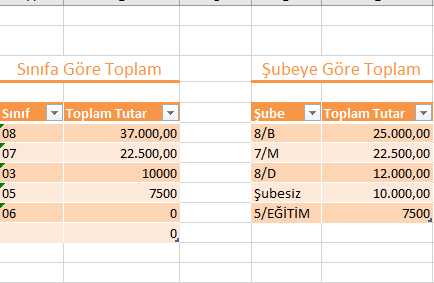 Sınıfa Göre Toplam Şubeye Göre Toplam
Sınıf Toplam Tutar Şube Toplam Tutar
08 37.000,00 8/B 25.000,00
07 22.500,00 7/M 22.500,00
03 10000 8/D 12.000,00
05 7500 Şubesiz 10.000,00
06 0 5/EĞİTİM 7500
0